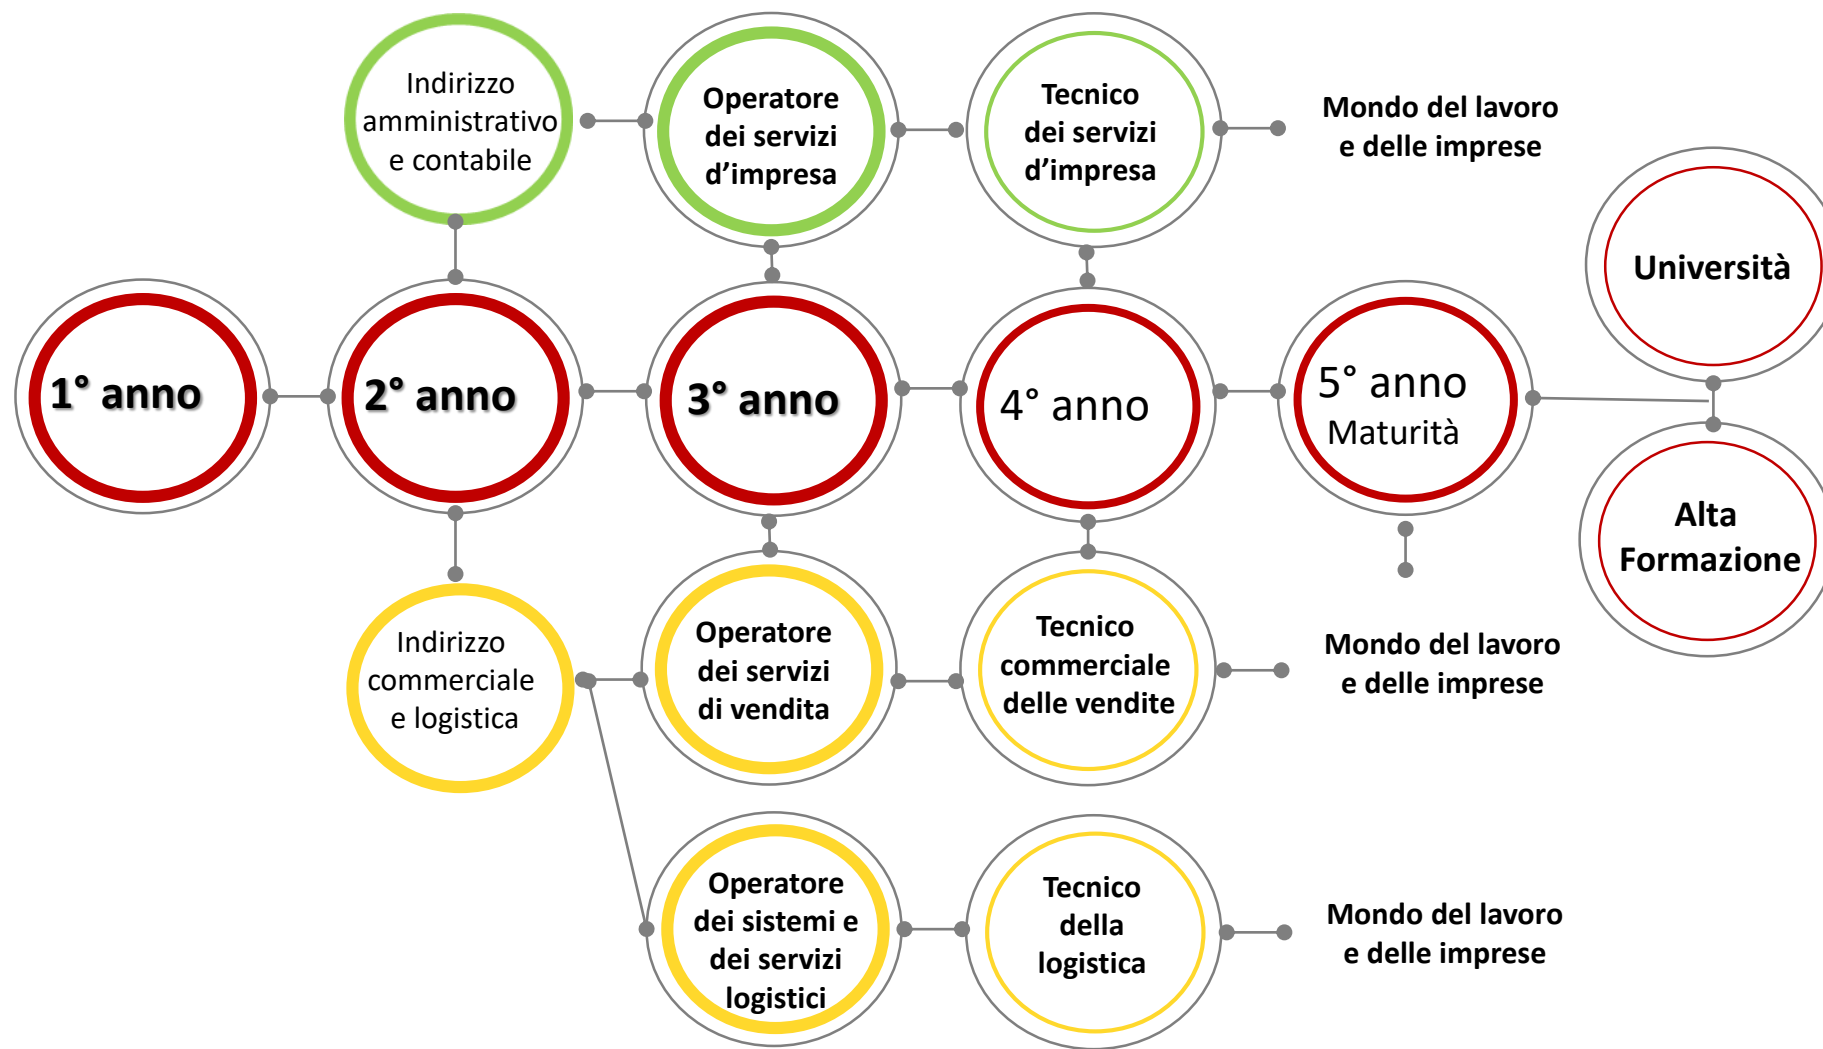 Indirizzo
amministrativo
e contabile
Operatore
dei servizi
d’impresa
Tecnico
dei servizi
d’impresa
Mondo del lavoro
e delle imprese
Università
1° anno
2° anno
3° anno
4° anno
5° anno
Maturità
Alta
Formazione
Indirizzo
commerciale
e logistica
Operatore
dei servizi
di vendita
Tecnico
commerciale
delle vendite
Mondo del lavoro
e delle imprese
Operatore
dei sistemi e
dei servizi
logistici
Tecnico
della
logistica
Mondo del lavoro
e delle imprese